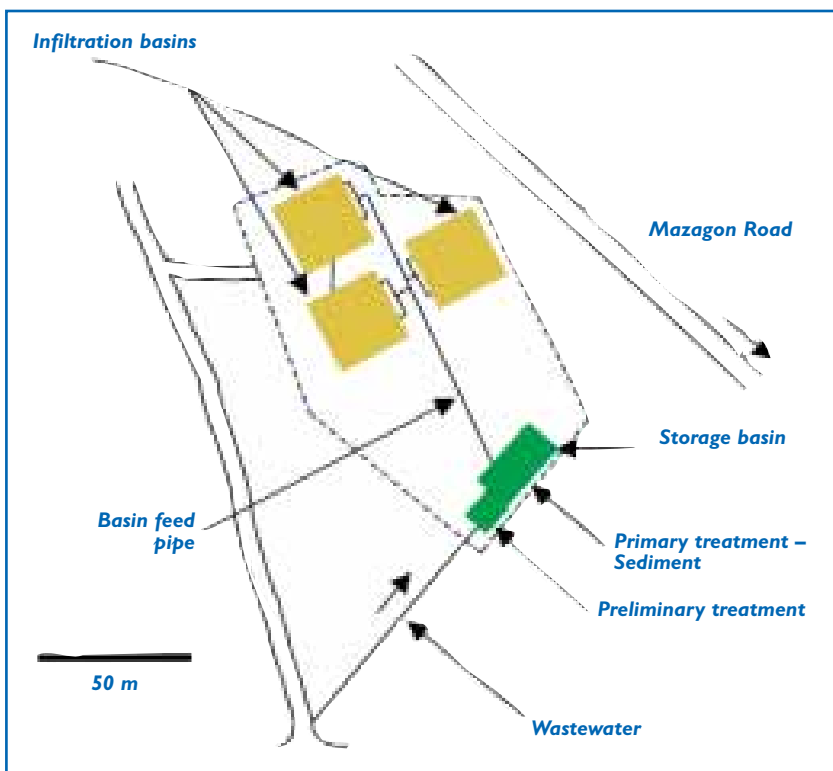 Infiltration basins
Mazagon Road
Storage basin
Basin feed
pipe
Primary treatment –
Sediment
Preliminary treatment
50 m
Wastewater